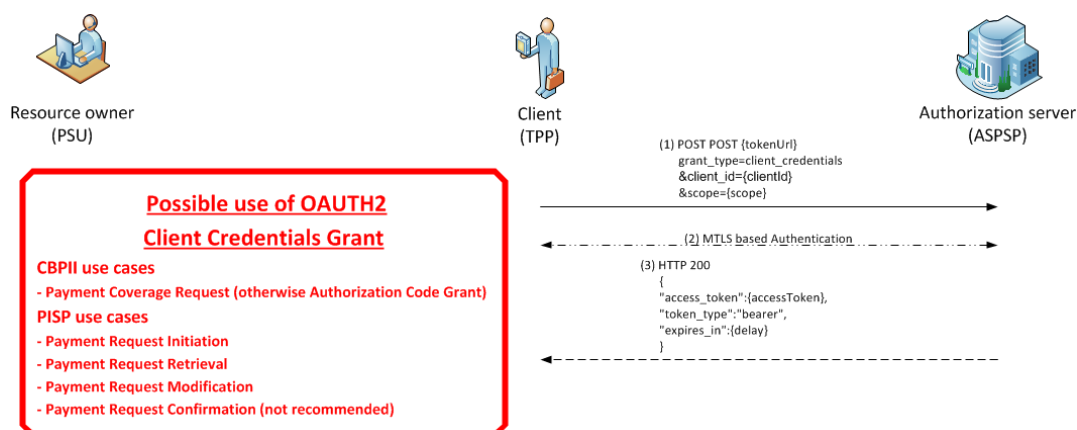 Resource owner
(PSU)
Client
(TPP)
Authorization server
(ASPSP)
(1) POST POST {tokenUrl}
grant_type=client_credentials
&client_id={clientId}
&scope={scope}
(2) MTLS based Authentication
(3) HTTP 200
{
"access_token":{accessToken},
"token_type":"bearer",
"expires_in":{delay}
}
Possible use of OAUTH2
Client Credentials Grant
CBPII use cases
- Payment Coverage Request (otherwise Authorization Code Grant)
PISP use cases
- Payment Request Initiation
- Payment Request Retrieval
- Payment Request Modification
- Payment Request Confirmation (not recommended)